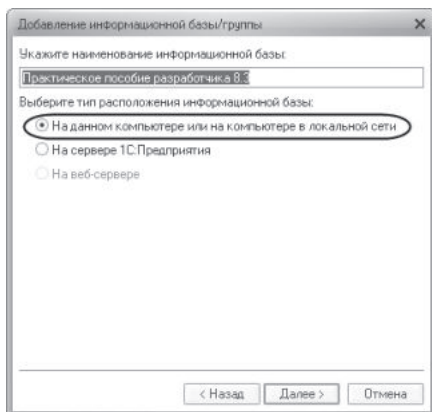 Добавление информационной базы/группы
Укажите наименование информационной базы:
Практическое пособие разработчика 8.3
Выберите тип расположения информационной базы:
На данном компьютере или на компьютере в локальной сети
На сервере 1С:Предприятия
На веб-сервере
< Назад Далее > Отмена